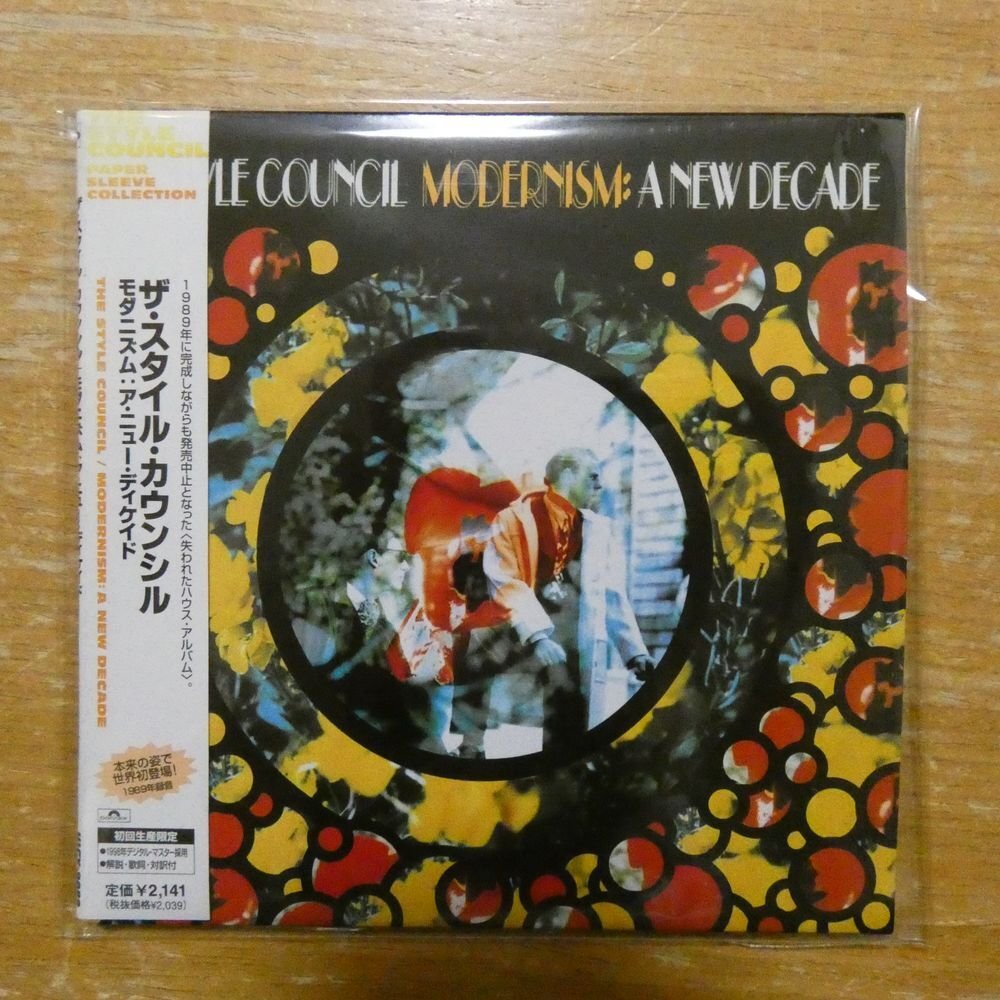 THE
STYLE
COUNCIL
PAPER
SLEEVE
COLLECTION
YLE COUNCIL MODERNISM: A NEW DECADE
1989年に完成しながらも発売中止となった〈失われたハウス・アルバム〉。
ザ・スタイル・カウンシル
モダニズム:ア・ニュー・ディケイド
THE STYLE COUNCIL / MODERNISM: A NEW DECADE
本来の姿で
世界初登場!
1989年録音
初回生産限定
●1998年デジタル・マスター採用
●解説・歌詞・対訳付
定価¥2,141
(税抜価格¥2,039)